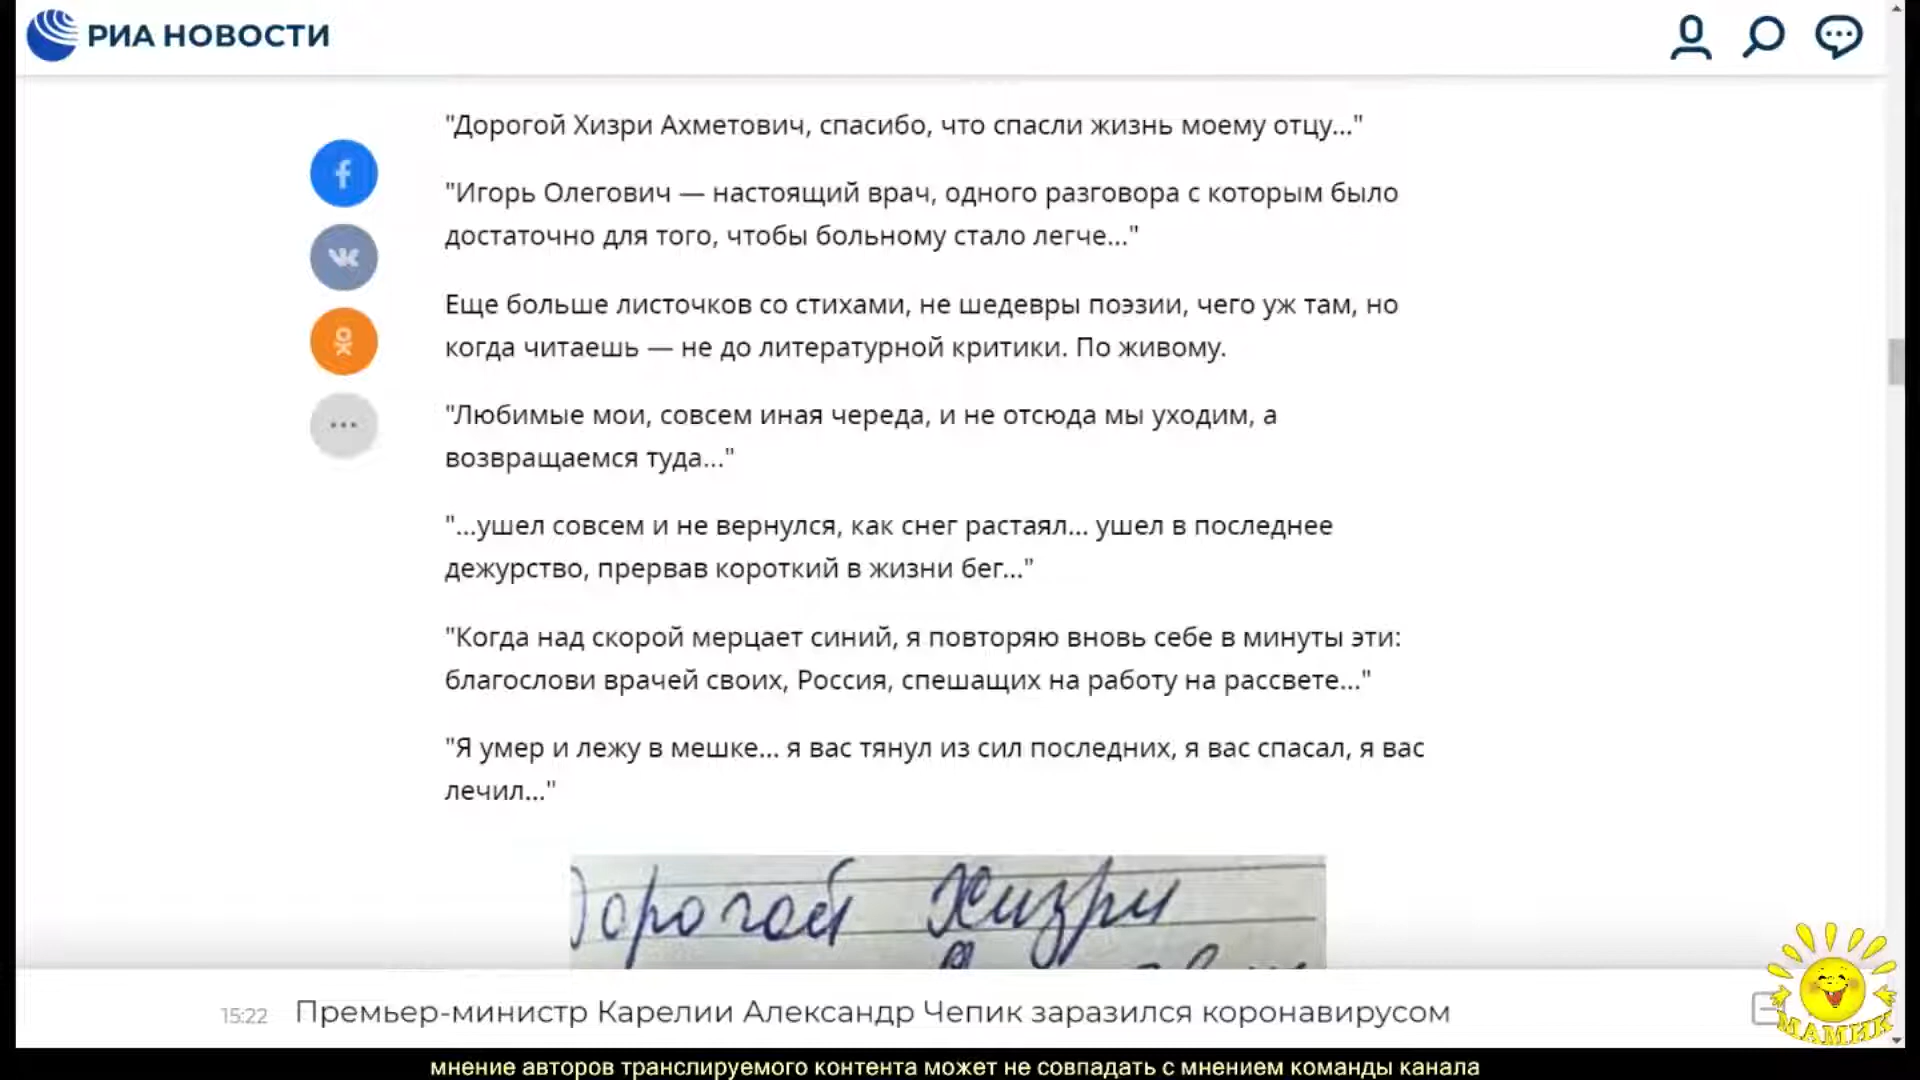 РИА НОВОСТИ
"Дорогой Хизри Ахметович, спасибо, что спасли жизнь моему отцу..."
"Игорь Олегович — настоящий врач, одного разговора с которым было
достаточно для того, чтобы больному стало легче..."
Еще больше листочков со стихами, не шедевры поэзии, чего уж там, но
когда читаешь — не до литературной критики. По живому.
"Любимые мои, совсем иная череда, и не отсюда мы уходим, а
возвращаемся туда..."
"...ушел совсем и не вернулся, как снег растаял... ушел в последнее
дежурство, прервав короткий в жизни бег..."
"Когда над скорой мерцает синий, я повторяю вновь себе в минуты эти:
благослови врачей своих, Россия, спешащих на работу на рассвете..."
"Я умер и лежу в мешке... я вас тянул из сил последних, я вас спасал, я вас
лечил..."
Дорогой Хизри
15:22 Премьер-министр Карелии Александр Чепик заразился коронавирусом
МАМИК
мнение авторов транслируемого контента может не совпадать с мнением команды канала